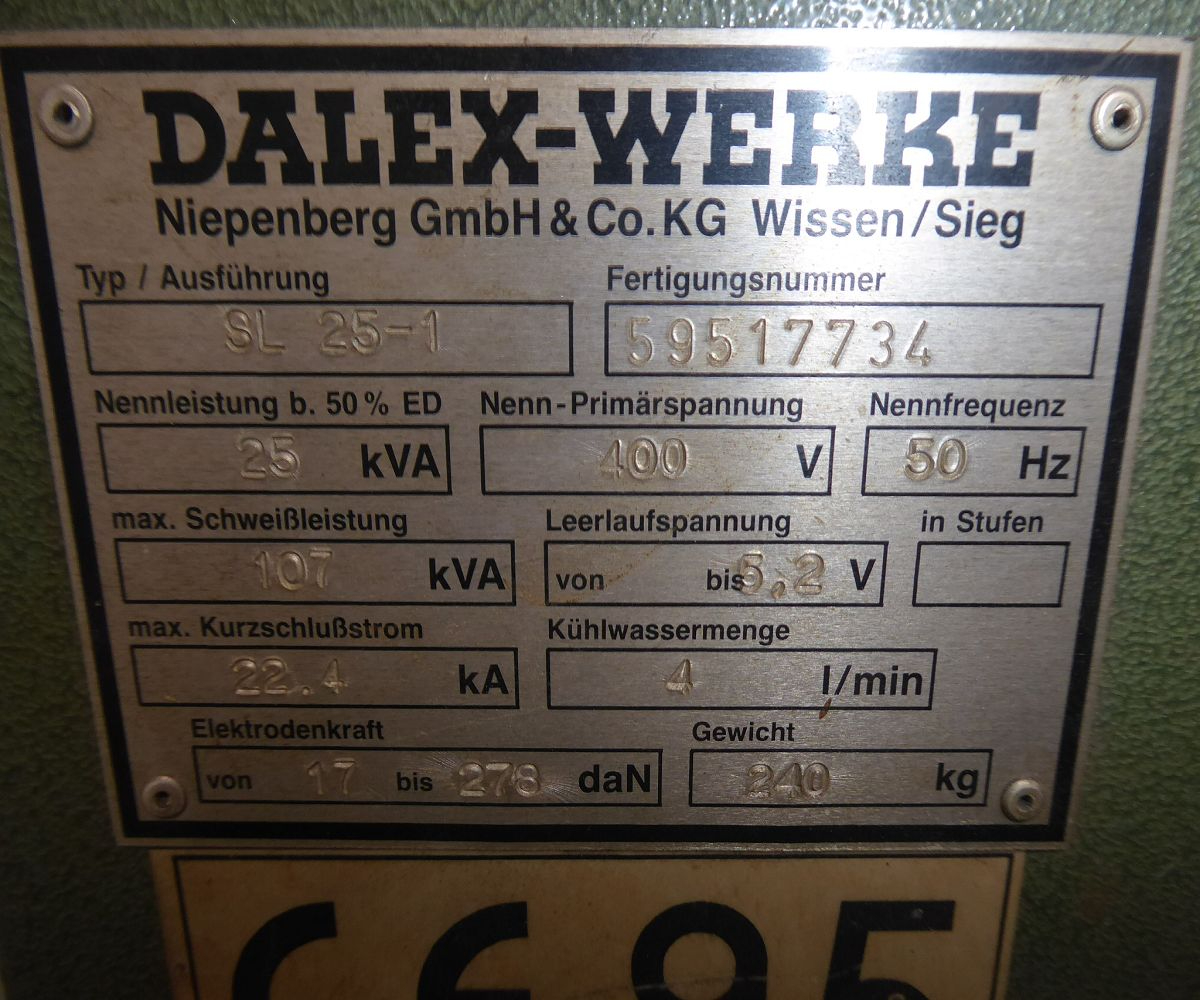 DALEX-WERKE
Niepenberg GmbH & Co. KG Wissen/Sieg
Typ / Ausführung Fertigungsnummer
SL 25-1 59517734
Nennleistung b. 50% ED Nenn-Primärspannung Nennfrequenz
25 kVA 400 V 50 Hz
max. Schweißleistung Leerlaufspannung in Stufen
107 kVA von bis 5,2 V
max. Kurzschlußstrom Kühlwassermenge
22.4 kA 4 l/min
Elektrodenkraft Gewicht
von 17 bis 278 daN 240 kg
CE 95